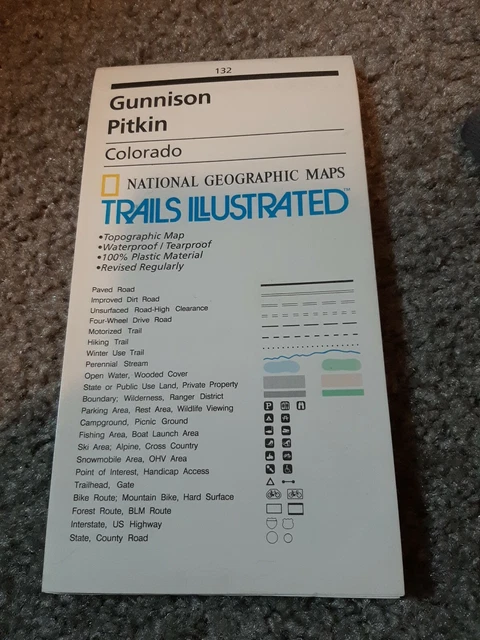 132
Gunnison
Pitkin
Colorado
NATIONAL GEOGRAPHIC MAPS
TRAILS ILLUSTRATED™
•Topographic Map
•Waterproof / Tearproof
•100% Plastic Material
•Revised Regularly
Paved Road
Improved Dirt Road
Unsurfaced Road-High Clearance
Four-Wheel Drive Road
Motorized Trail
Hiking Trail
Winter Use Trail
Perennial Stream
Open Water, Wooded Cover
State or Public Use Land, Private Property
Boundary; Wilderness, Ranger District
Parking Area, Rest Area, Wildlife Viewing
P
Campground, Picnic Ground
Fishing Area, Boat Launch Area
Ski Area; Alpine, Cross Country
Snowmobile Area, OHV Area
Point of Interest, Handicap Access
Trailhead, Gate
Bike Route; Mountain Bike, Hard Surface
Forest Route, BLM Route
Interstate, US Highway
State, County Road